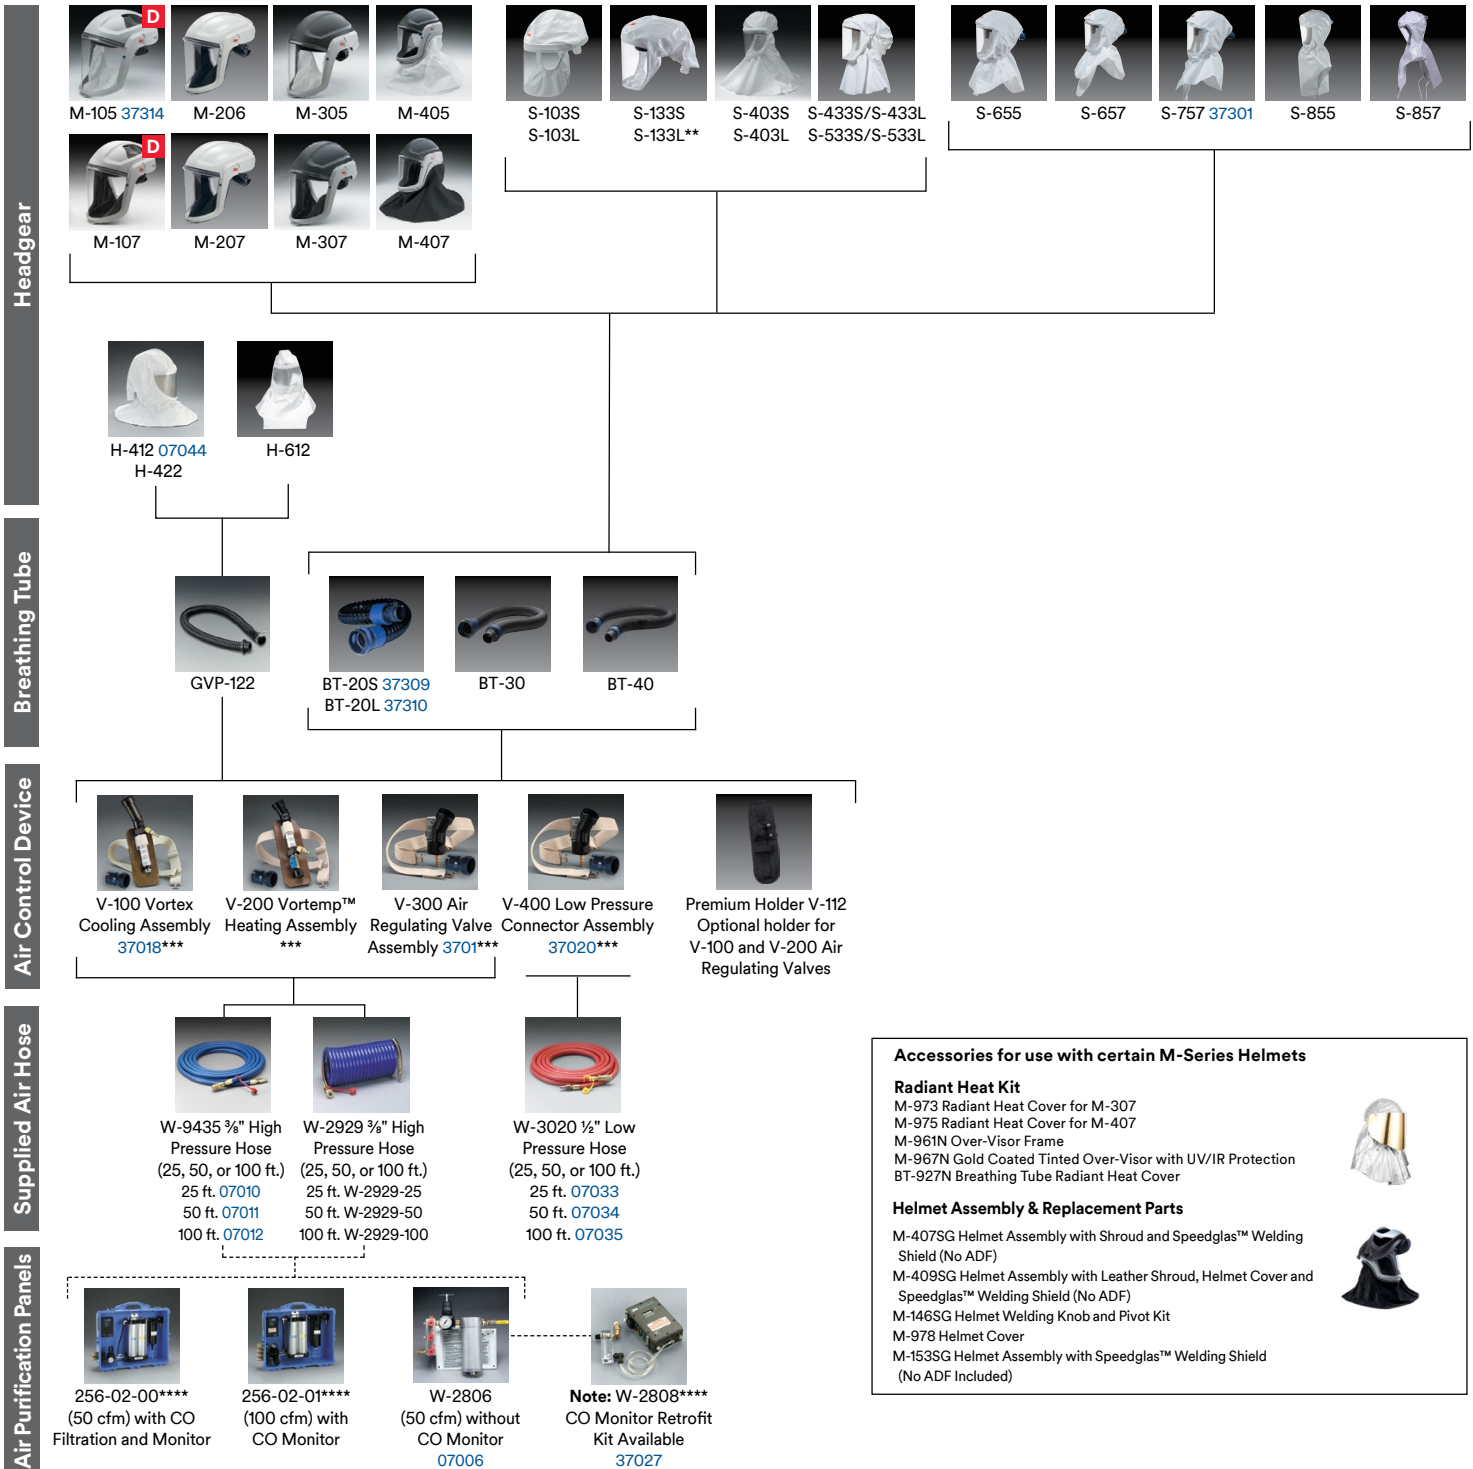 Headgear
D
M-105 37314
M-206
M-305
M-405
S-103S
S-103L
S-133S
S-133L**
S-403S
S-403L
S-433S/S-433L
S-533S/S-533L
S-655
S-657
S-757 37301
S-855
S-857
D
M-107
M-207
M-307
M-407
H-412 07044
H-422
H-612
Breathing Tube
GVP-122
BT-20S 37309
BT-20L 37310
BT-30
BT-40
Air Control Device
V-100 Vortex
Cooling Assembly
37018***
V-200 Vortemp™
Heating Assembly
***
V-300 Air
Regulating Valve
Assembly 3701***
V-400 Low Pressure
Connector Assembly
37020***
Premium Holder V-112
Optional holder for
V-100 and V-200 Air
Regulating Valves
Supplied Air Hose
W-9435 ⅜" High
Pressure Hose
(25, 50, or 100 ft.)
25 ft. 07010
50 ft. 07011
100 ft. 07012
W-2929 ⅜" High
Pressure Hose
(25, 50, or 100 ft.)
25 ft. W-2929-25
50 ft. W-2929-50
100 ft. W-2929-100
W-3020 ½" Low
Pressure Hose
(25, 50, or 100 ft.)
25 ft. 07033
50 ft. 07034
100 ft. 07035
Air Purification Panels
256-02-00****
(50 cfm) with CO
Filtration and Monitor
256-02-01****
(100 cfm) with
CO Monitor
W-2806
(50 cfm) without
CO Monitor
07006
Note: W-2808****
CO Monitor Retrofit
Kit Available
37027
Accessories for use with certain M-Series Helmets
Radiant Heat Kit
M-973 Radiant Heat Cover for M-307
M-975 Radiant Heat Cover for M-407
M-961N Over-Visor Frame
M-967N Gold Coated Tinted Over-Visor with UV/IR Protection
BT-927N Breathing Tube Radiant Heat Cover
Helmet Assembly & Replacement Parts
M-407SG Helmet Assembly with Shroud and Speedglas™ Welding
Shield (No ADF)
M-409SG Helmet Assembly with Leather Shroud, Helmet Cover and
Speedglas™ Welding Shield (No ADF)
M-146SG Helmet Welding Knob and Pivot Kit
M-978 Helmet Cover
M-153SG Helmet Assembly with Speedglas™ Welding Shield
(No ADF Included)